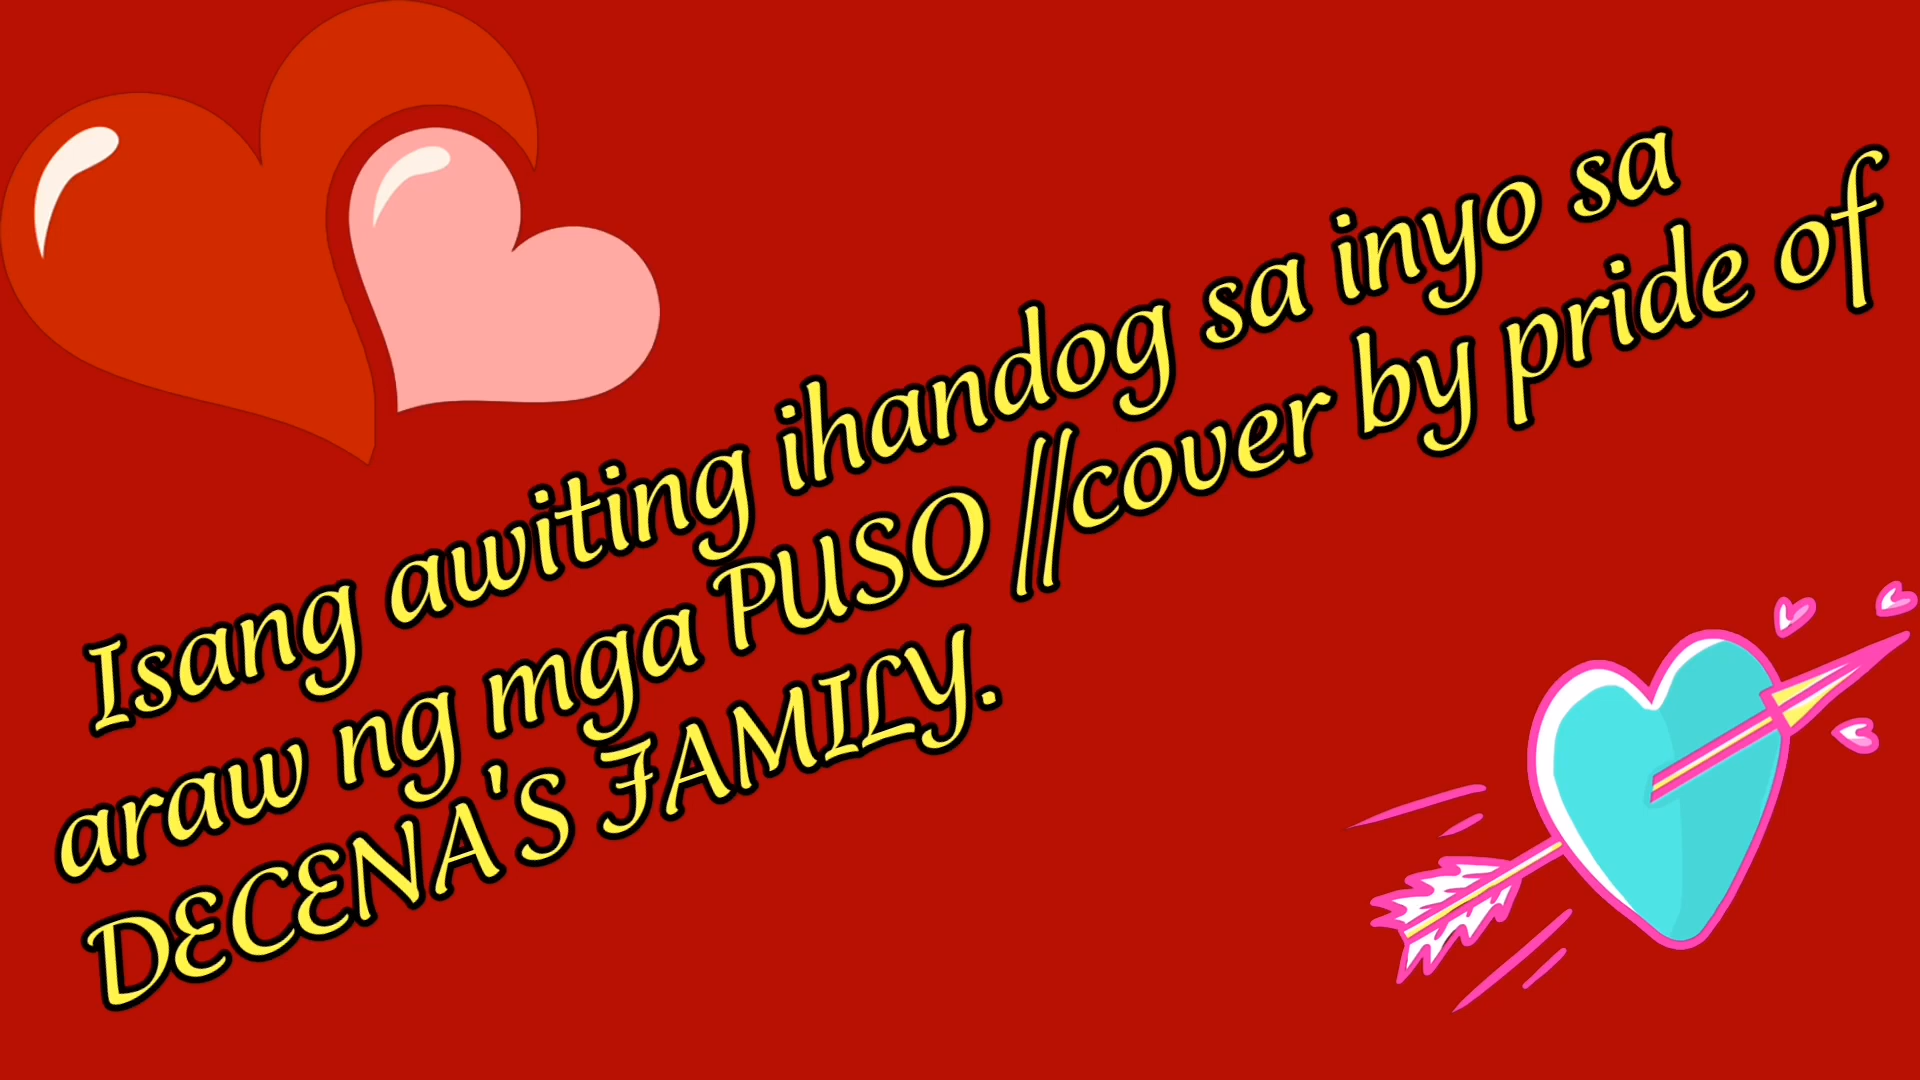 Isang awiting ihandog sa inyo sa
araw ng mga PUSO //cover by pride of
DECENA'S FAMILY.